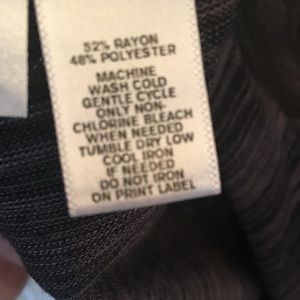 52% RAYON
48% POLYESTER
MACHINE
WASH COLD
GENTLE CYCLE
ONLY NON-
CHLORINE BLEACH
WHEN NEEDED
TUMBLE DRY LOW
COOL IRON
IF NEEDED
DO NOT IRON
ON PRINT LABEL